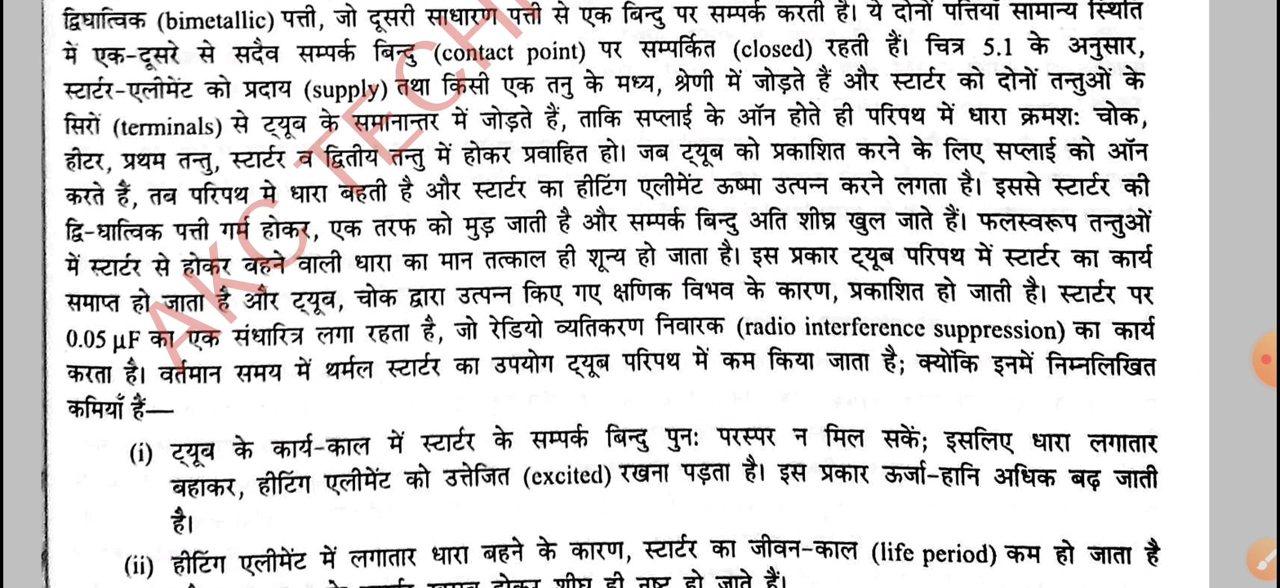 द्विधात्विक (bimetallic) पत्ती, जो दूसरी साधारण पत्ती से एक बिन्दु पर सम्पर्क करती है। ये दोनों पत्तियाँ सामान्य स्थिति
में एक-दूसरे से सदैव सम्पर्क बिन्दु (contact point) पर सम्पर्कित (closed) रहती हैं। चित्र 5.1 के अनुसार,
स्टार्टर-एलीमेंट को प्रदाय (supply) तथा किसी एक तनु के मध्य, श्रेणी में जोड़ते हैं और स्टार्टर को दोनों तन्तुओं के
सिरों (terminals) से ट्यूब के समानान्तर में जोड़ते हैं, ताकि सप्लाई के ऑन होते ही परिपथ में धारा क्रमश: चोक,
हीटर, प्रथम तन्तु, स्टार्टर व द्वितीय तन्तु में होकर प्रवाहित हो। जब ट्यूब को प्रकाशित करने के लिए सप्लाई को ऑन
करते हैं, तब परिपथ मे धारा बहती है और स्टार्टर का हीटिंग एलीमेंट ऊष्मा उत्पन्न करने लगता है। इससे स्टार्टर की
द्वि-धात्विक पत्ती गर्म होकर, एक तरफ को मुड़ जाती है और सम्पर्क बिन्दु अति शीघ्र खुल जाते हैं। फलस्वरूप तन्तुओं
में स्टार्टर से होकर बहने वाली धारा का मान तत्काल ही शून्य हो जाता है। इस प्रकार ट्यूब परिपथ में स्टार्टर का कार्य
समाप्त हो जाता है और ट्यूब, चोक द्वारा उत्पन्न किए गए क्षणिक विभव के कारण, प्रकाशित हो जाती है। स्टार्टर पर
0.05 µF का एक संधारित्र लगा रहता है, जो रेडियो व्यतिकरण निवारक (radio interference suppression) का कार्य
करता है। वर्तमान समय में थर्मल स्टार्टर का उपयोग ट्यूब परिपथ में कम किया जाता है; क्योंकि इनमें निम्नलिखित
कमियाँ हैं—
(i) ट्यूब के कार्य-काल में स्टार्टर के सम्पर्क बिन्दु पुन: परस्पर न मिल सकें; इसलिए धारा लगातार
बहाकर, हीटिंग एलीमेंट को उत्तेजित (excited) रखना पड़ता है। इस प्रकार ऊर्जा-हानि अधिक बढ़ जाती
है।
(ii) हीटिंग एलीमेंट में लगातार धारा बहने के कारण, स्टार्टर का जीवन-काल (life period) कम हो जाता है
होकर शीघ्र ही नष्ट हो जाते हैं।
AKC TECH